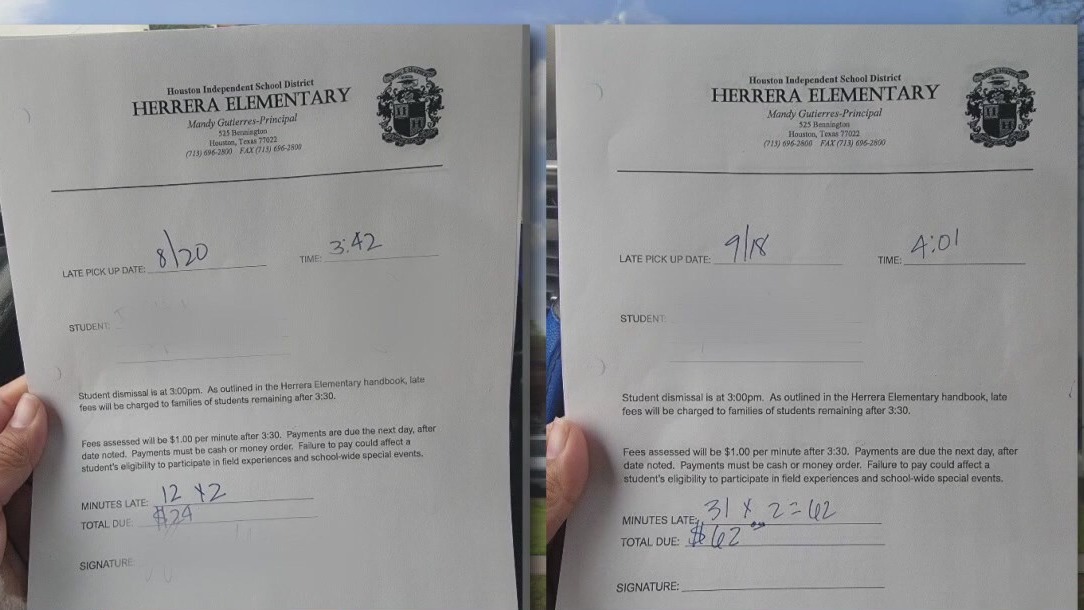 Houston Independent School District
HERRERA ELEMENTARY
Mandy Gutierres-Principal
525 Bennington
Houston, Texas 77022
(713) 696-2800 FAX (713) 696-2800
LATE PICK UP DATE: 8/20 TIME: 3:42
STUDENT:
Student dismissal is at 3:00pm. As outlined in the Herrera Elementary handbook, late
fees will be charged to families of students remaining after 3:30.
Fees assessed will be $1.00 per minute after 3:30. Payments are due the next day, after
date noted. Payments must be cash or money order. Failure to pay could affect a
student's eligibility to participate in field experiences and school-wide special events.
MINUTES LATE: 12 x2
TOTAL DUE: $24
SIGNATURE:
Houston Independent School District
HERRERA ELEMENTARY
Mandy Gutierres-Principal
525 Bennington
Houston, Texas 77022
(713) 696-2800 FAX (713) 696-2800
LATE PICK UP DATE: 9/18 TIME: 4:01
STUDENT:
Student dismissal is at 3:00pm. As outlined in the Herrera Elementary handbook, late
fees will be charged to families of students remaining after 3:30.
Fees assessed will be $1.00 per minute after 3:30. Payments are due the next day, after
date noted. Payments must be cash or money order. Failure to pay could affect a
student's eligibility to participate in field experiences and school-wide special events.
MINUTES LATE: 31 x 2 = 62
TOTAL DUE: $62
SIGNATURE: